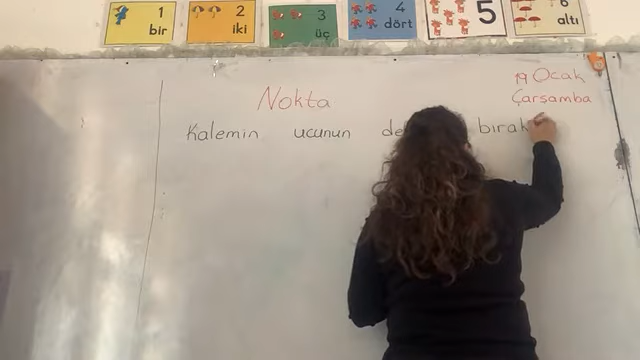 1 2 3 4 5 6
bir iki üç dört altı
19 Ocak
Çarşamba
Nokta
Kalemin ucunun de bırak